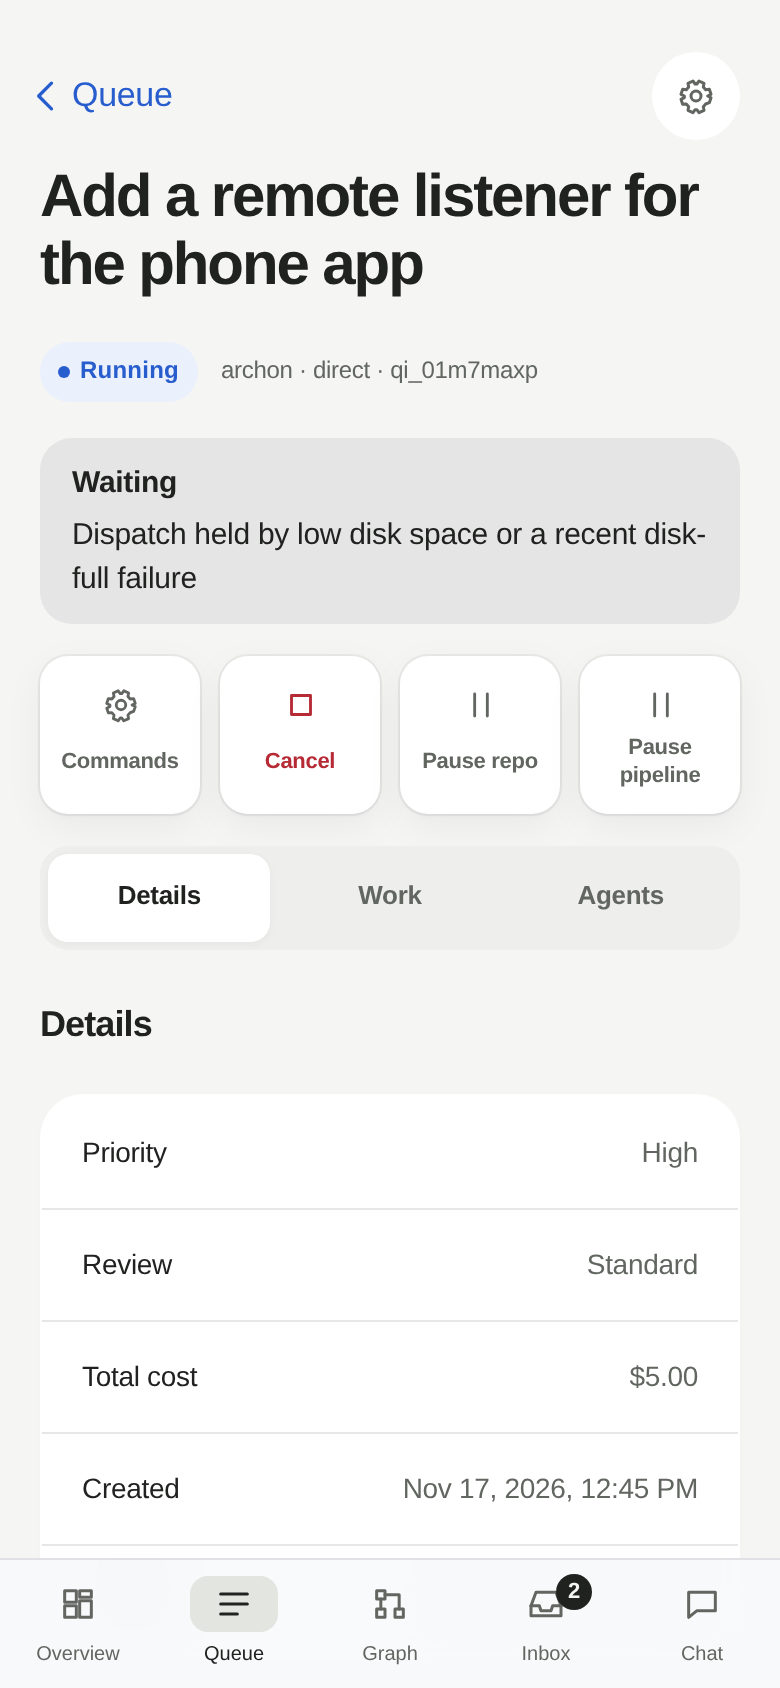 Queue
Add a remote listener for
the phone app
Running
archon · direct · qi_01m7maxp
Waiting
Dispatch held by low disk space or a recent disk-
full failure
Commands
Cancel
Pause repo
Pause
pipeline
Details
Work
Agents
Details
Priority
High
Review
Standard
Total cost
$5.00
Created
Nov 17, 2026, 12:45 PM
2
Overview
Queue
Graph
Inbox
Chat